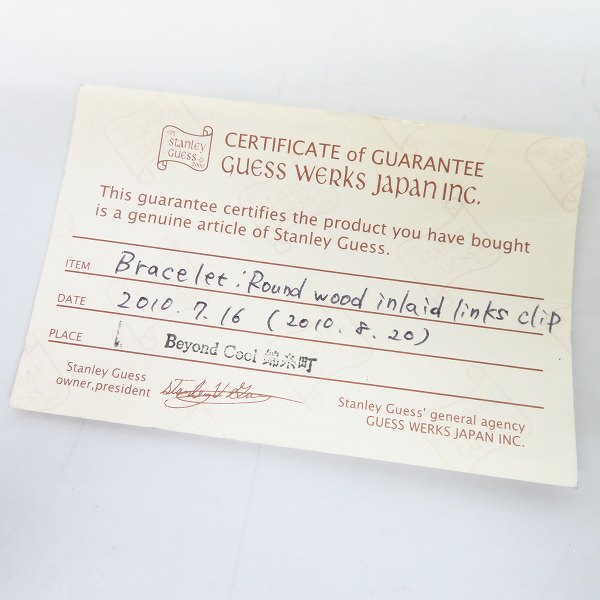 STANLEY
GUESS
CERTIFICATE of GUARANTEE
GUESS WERKS JAPAN INC.
This guarantee certifies the product you have bought
is a genuine article of Stanley Guess.
ITEM Bracelet: Round wood inlaid links clip
DATE 2010.7.16 (2010.8.20)
PLACE Beyond Cool 錦糸町
Stanley Guess
owner,president
Stanley Guess' general agency
GUESS WERKS JAPAN INC.